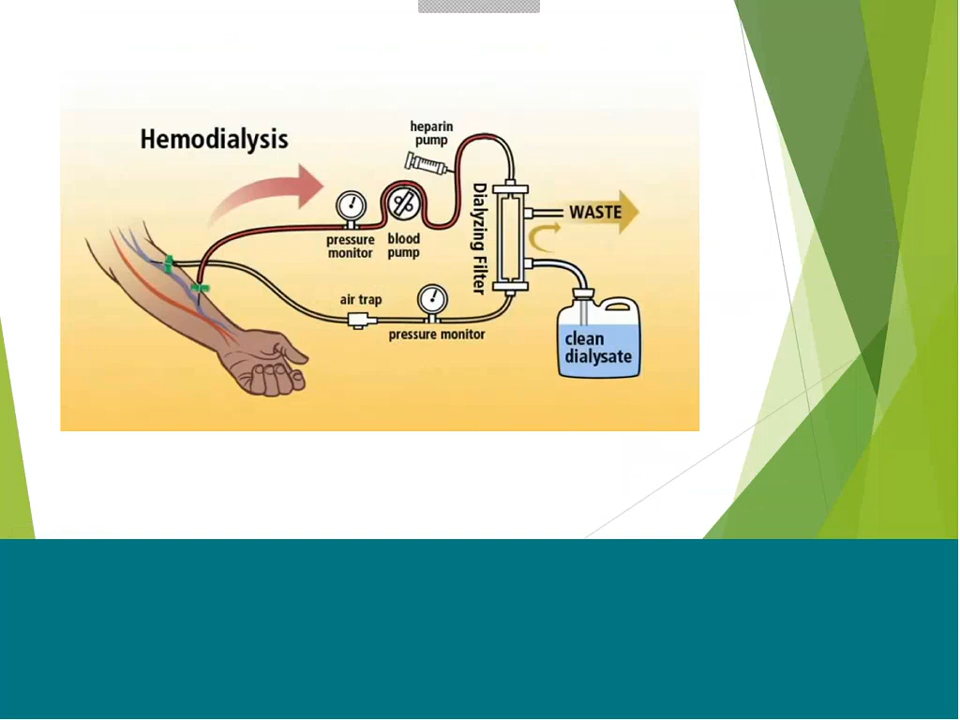 Hemodialysis
heparin
pump
pressure
monitor
blood
pump
Dialyzing Filter
WASTE
air trap
pressure monitor
clean
dialysate